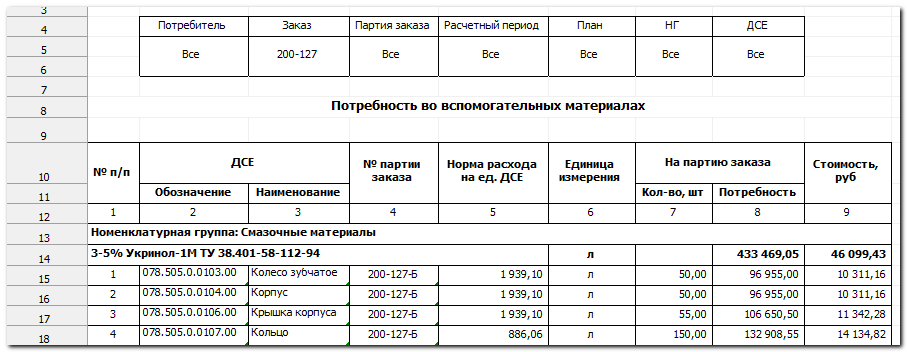 3
4 Потребитель Заказ Партия заказа Расчетный период План НГ ДСЕ
5 Все 200-127 Все Все Все Все Все
6
7
8 Потребность во вспомогательных материалах
9
10 № п/п ДСЕ № партии заказа Норма расхода на ед. ДСЕ Единица измерения На партию заказа Стоимость, руб
11 Обозначение Наименование Кол-во, шт Потребность
12 1 2 3 4 5 6 7 8 9
13 Номенклатурная группа: Смазочные материалы
14 3-5% Укринол-1М ТУ 38.401-58-112-94 л 433 469,05 46 099,43
15 1 078.505.0.0103.00 Колесо зубчатое 200-127-Б 1 939,10 л 50,00 96 955,00 10 311,16
16 2 078.505.0.0104.00 Корпус 200-127-Б 1 939,10 л 50,00 96 955,00 10 311,16
17 3 078.505.0.0106.00 Крышка корпуса 200-127-Б 1 939,10 л 55,00 106 650,50 11 342,28
18 4 078.505.0.0107.00 Кольцо 200-127-Б 886,06 л 150,00 132 908,55 14 134,82